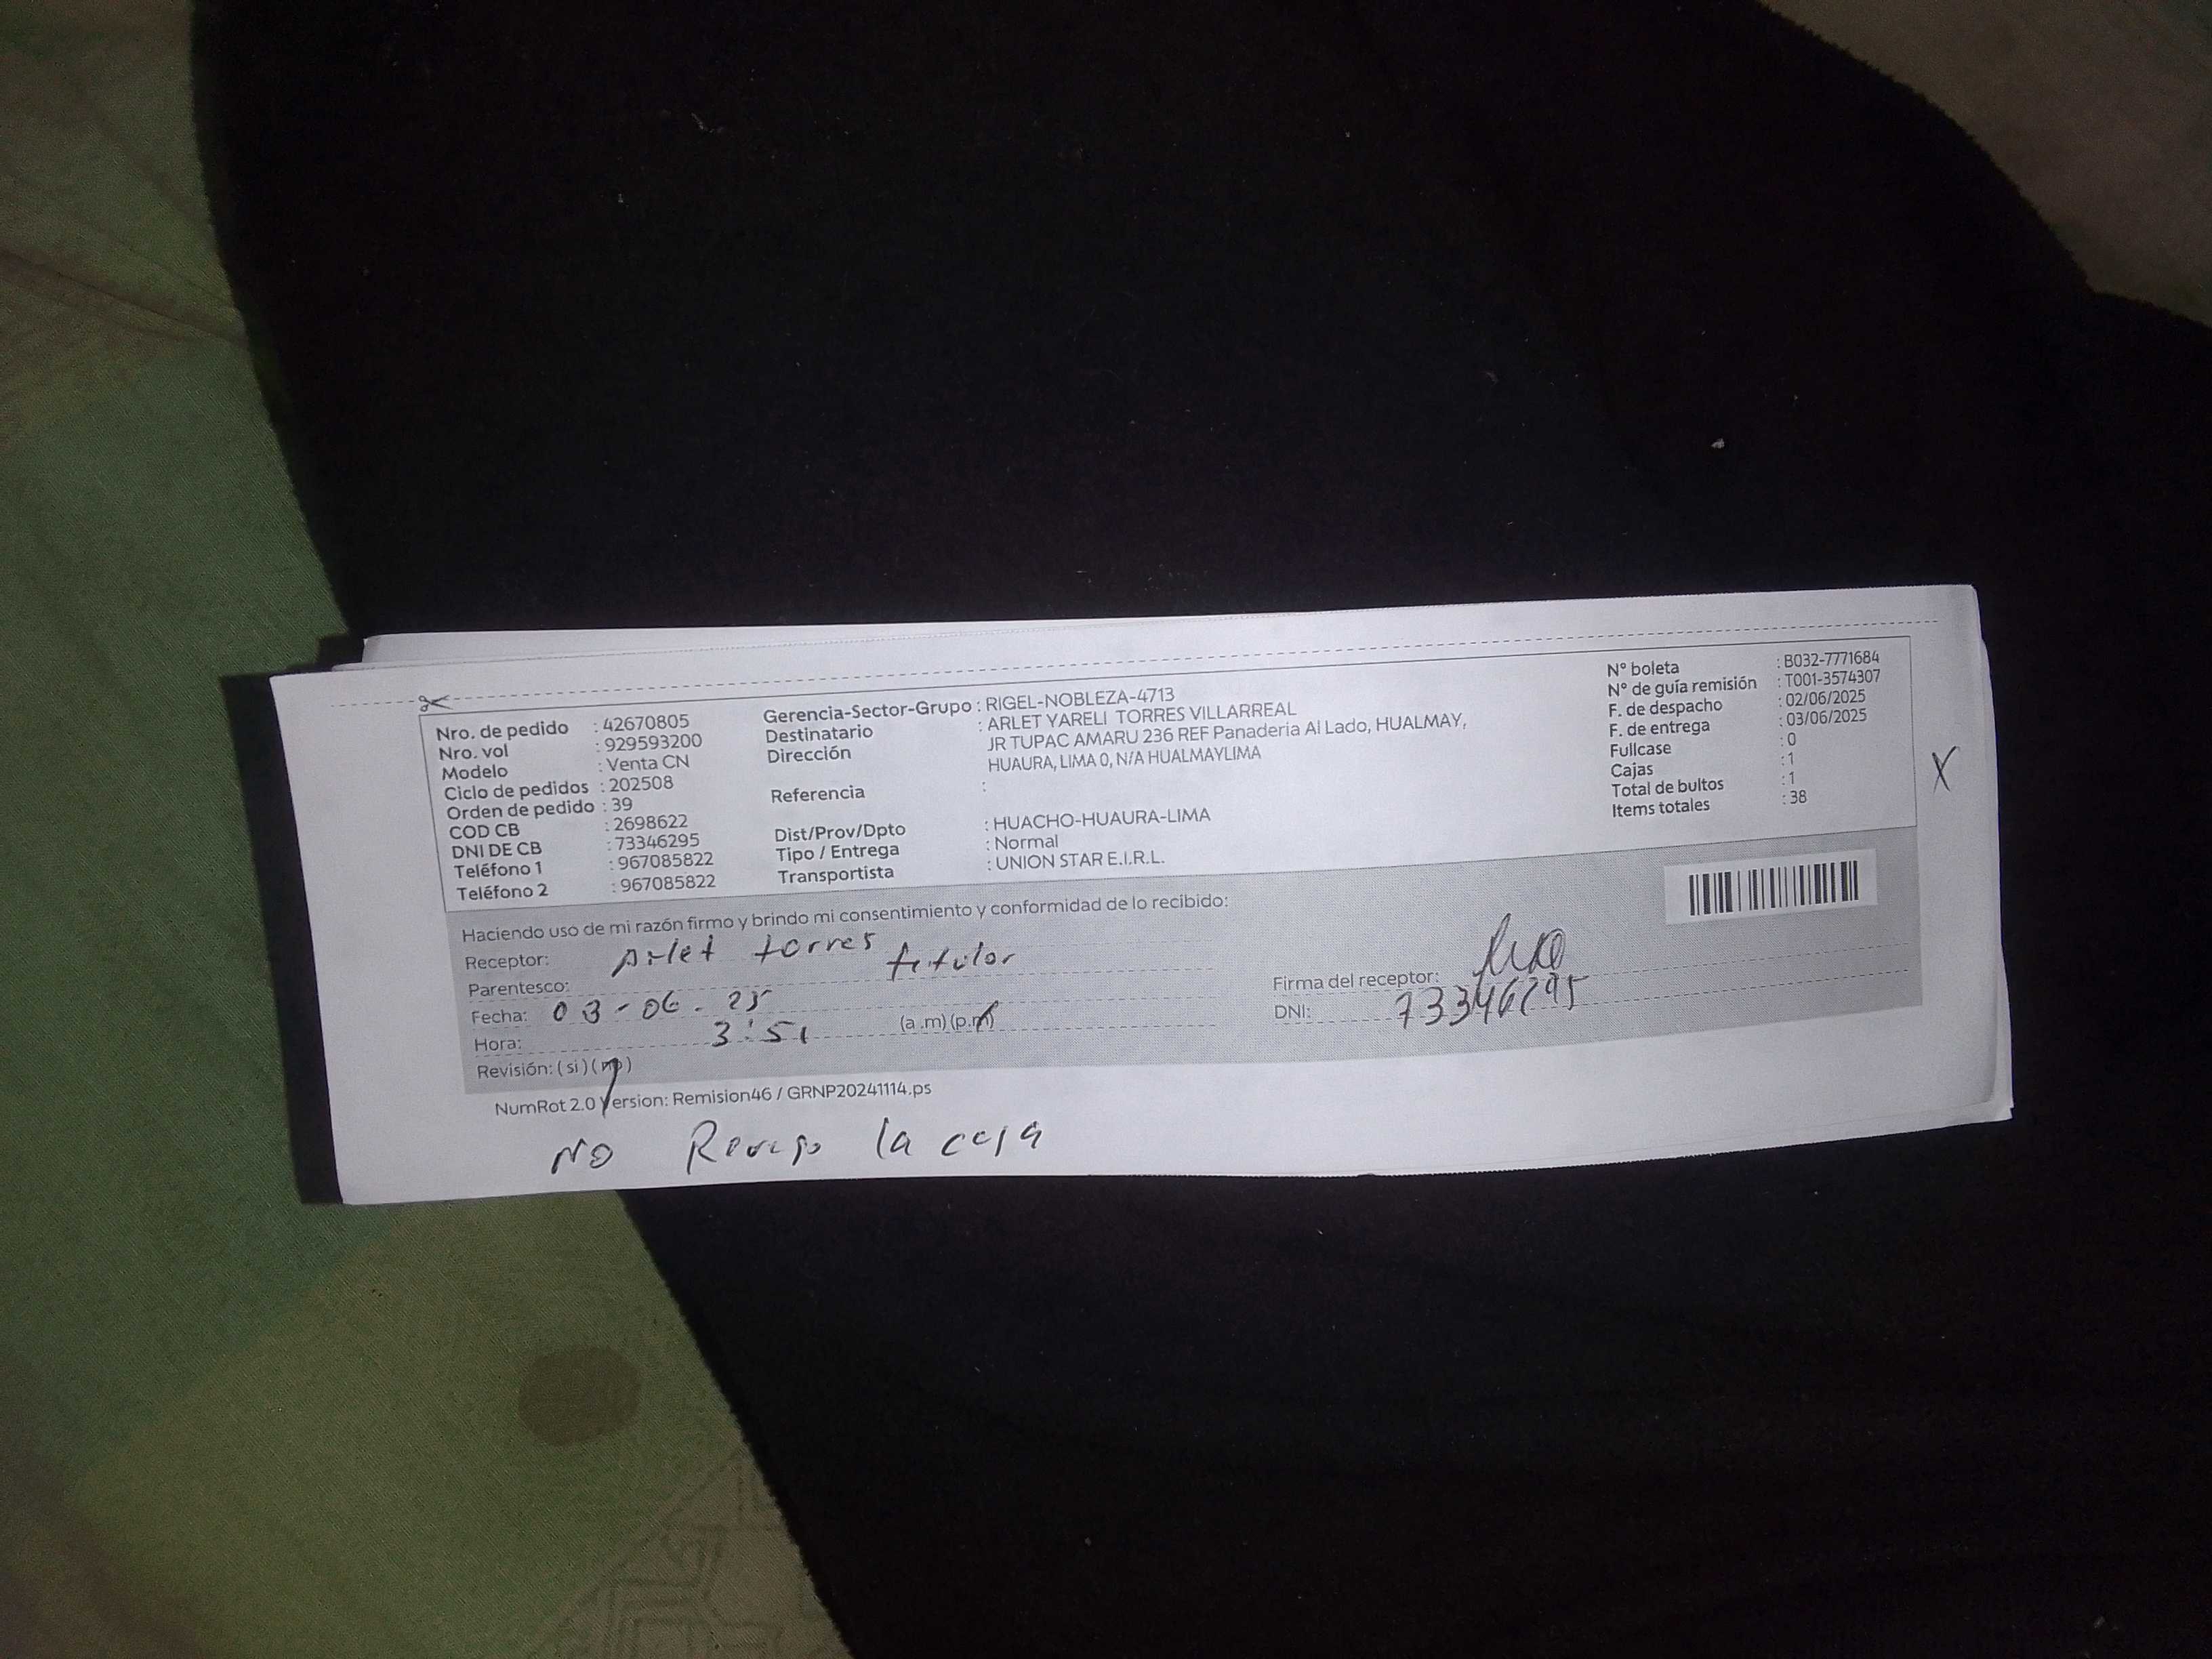 Nro. de pedido : 42670805
Nro. vol : 929593200
Modelo : Venta CN
Ciclo de pedidos : 202508
Orden de pedido : 39
COD CB : 2698622
DNI DE CB : 73346295
Teléfono 1 : 967085822
Teléfono 2 : 967085822
Gerencia-Sector-Grupo : RIGEL-NOBLEZA-4713
Destinatario : ARLET YARELI TORRES VILLARREAL
Dirección JR TUPAC AMARU 236 REF Panaderia Al Lado, HUALMAY,
HUAURA, LIMA 0, N/A HUALMAYLIMA
Referencia :
Dist/Prov/Dpto : HUACHO-HUAURA-LIMA
Tipo / Entrega : Normal
Transportista : UNION STAR E.I.R.L.
N° boleta : B032-7771684
N° de guía remisión : T001-3574307
F. de despacho : 02/06/2025
F. de entrega : 03/06/2025
Fullcase : 0
Cajas : 1
Total de bultos : 1
Items totales : 38
X
Haciendo uso de mi razón firmo y brindo mi consentimiento y conformidad de lo recibido:
Receptor: Arlet torres
Parentesco: titular
Fecha: 03-06-25
Hora: 3:51 (a.m) (p.m)
Revisión: (si) (no)
Firma del receptor:
DNI: 73346295
NumRot 2.0 Version: Remision46 / GRNP20241114.ps
NO Reviso la caja